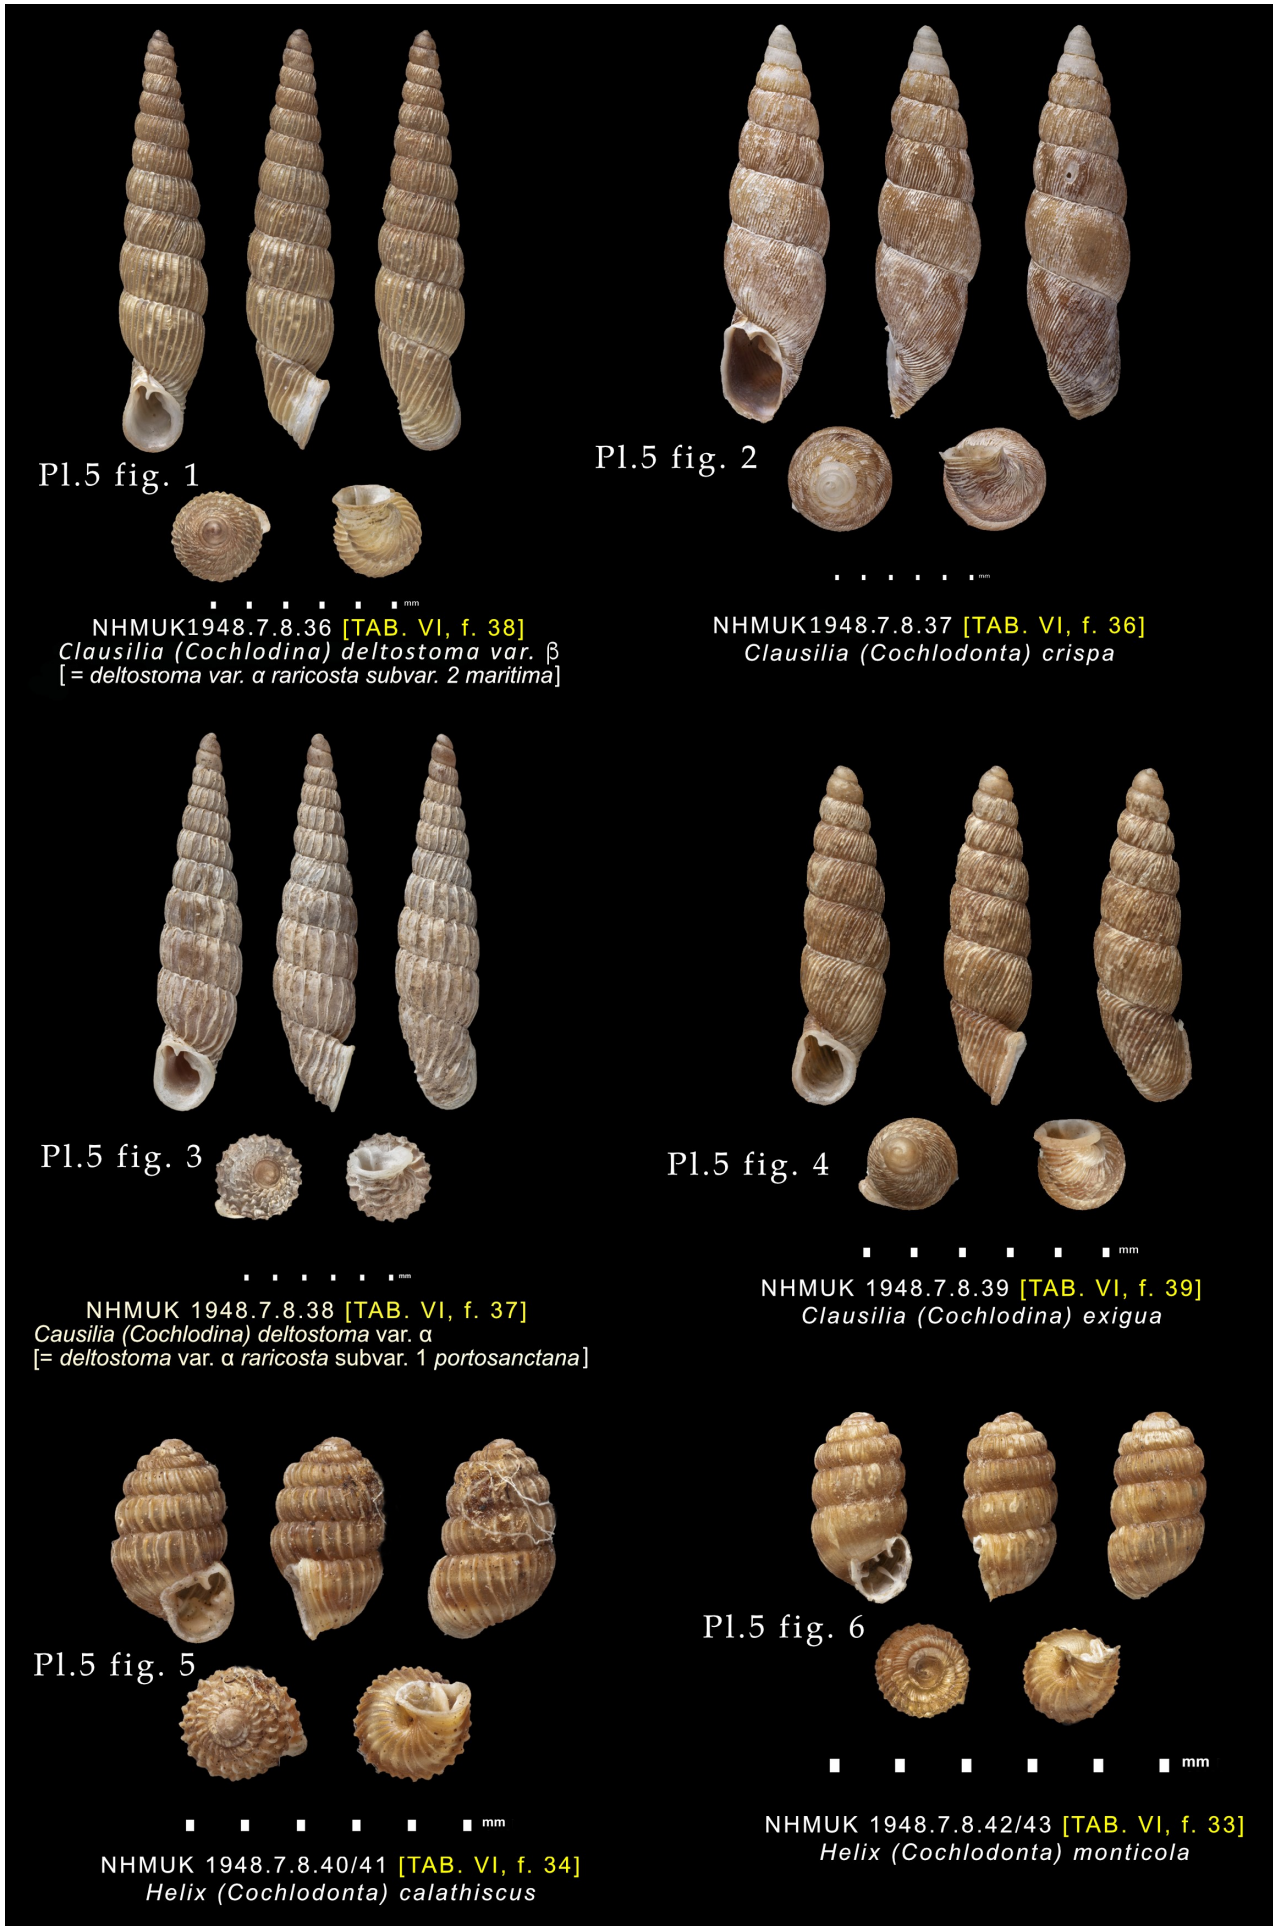 Pl.5 fig. 1
mm
NHMUK1948.7.8.36 [TAB. VI, f. 38]
Clausilia (Cochlodina) deltostoma var. β
[ = deltostoma var. α raricosta subvar. 2 maritima]
Pl.5 fig. 2
mm
NHMUK1948.7.8.37 [TAB. VI, f. 36]
Clausilia (Cochlodonta) crispa
Pl.5 fig. 3
mm
NHMUK 1948.7.8.38 [TAB. VI, f. 37]
Causilia (Cochlodina) deltostoma var. α
[= deltostoma var. α raricosta subvar. 1 portosanctana]
Pl.5 fig. 4
mm
NHMUK 1948.7.8.39 [TAB. VI, f. 39]
Clausilia (Cochlodina) exigua
Pl.5 fig. 5
mm
NHMUK 1948.7.8.40/41 [TAB. VI, f. 34]
Helix (Cochlodonta) calathiscus
Pl.5 fig. 6
mm
NHMUK 1948.7.8.42/43 [TAB. VI, f. 33]
Helix (Cochlodonta) monticola